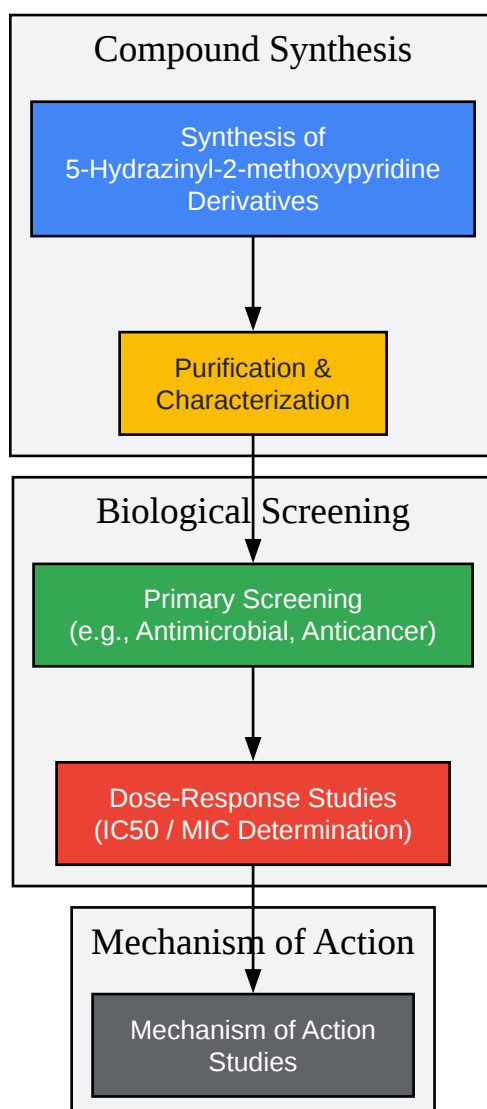 Compound Synthesis
Synthesis of
5-Hydrazinyl-2-methoxypyridine
Derivatives
Purification &
Characterization
Biological Screening
Primary Screening
(e.g., Antimicrobial, Anticancer)
Dose-Response Studies
(IC50 / MIC Determination)
Mechanism of Action
Mechanism of Action
Studies